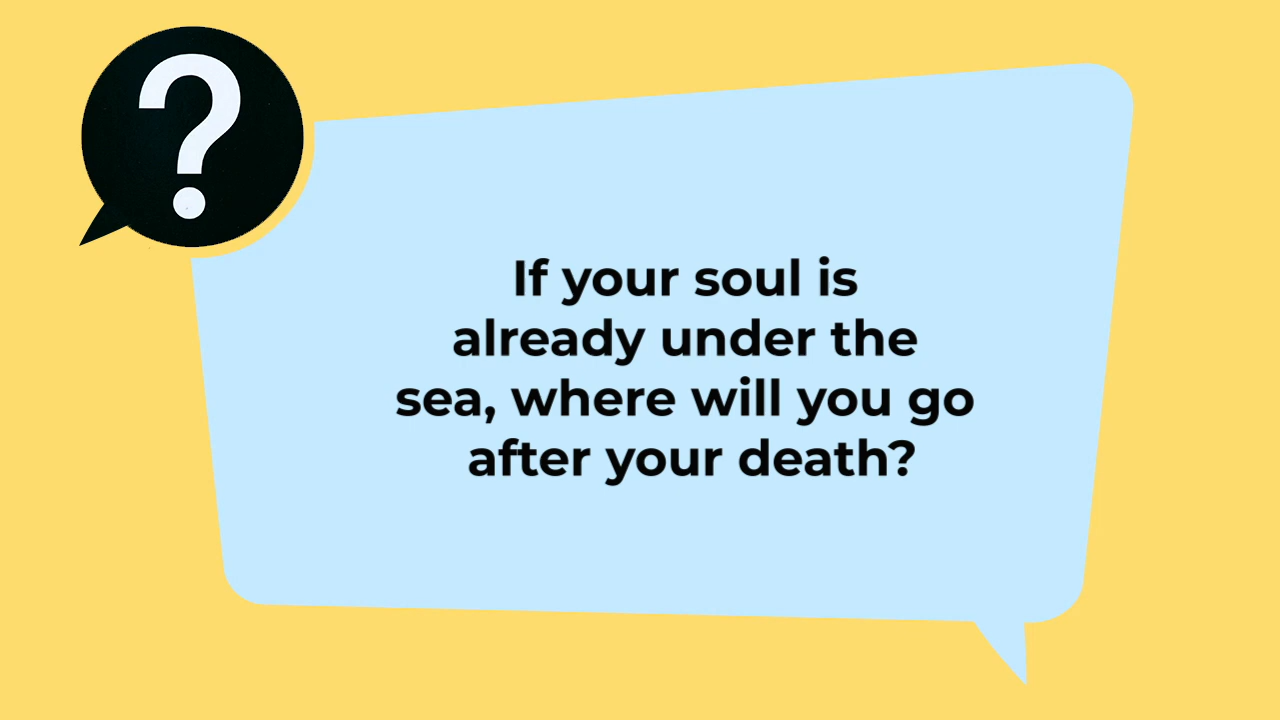 ?
If your soul is
already under the
sea, where will you go
after your death?